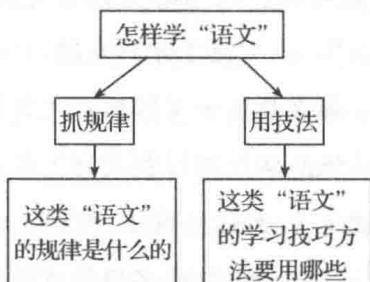 怎样学“语文”
抓规律
用技法
这类“语文”
的规律是什么的
这类“语文”
的学习技巧方
法要用哪些